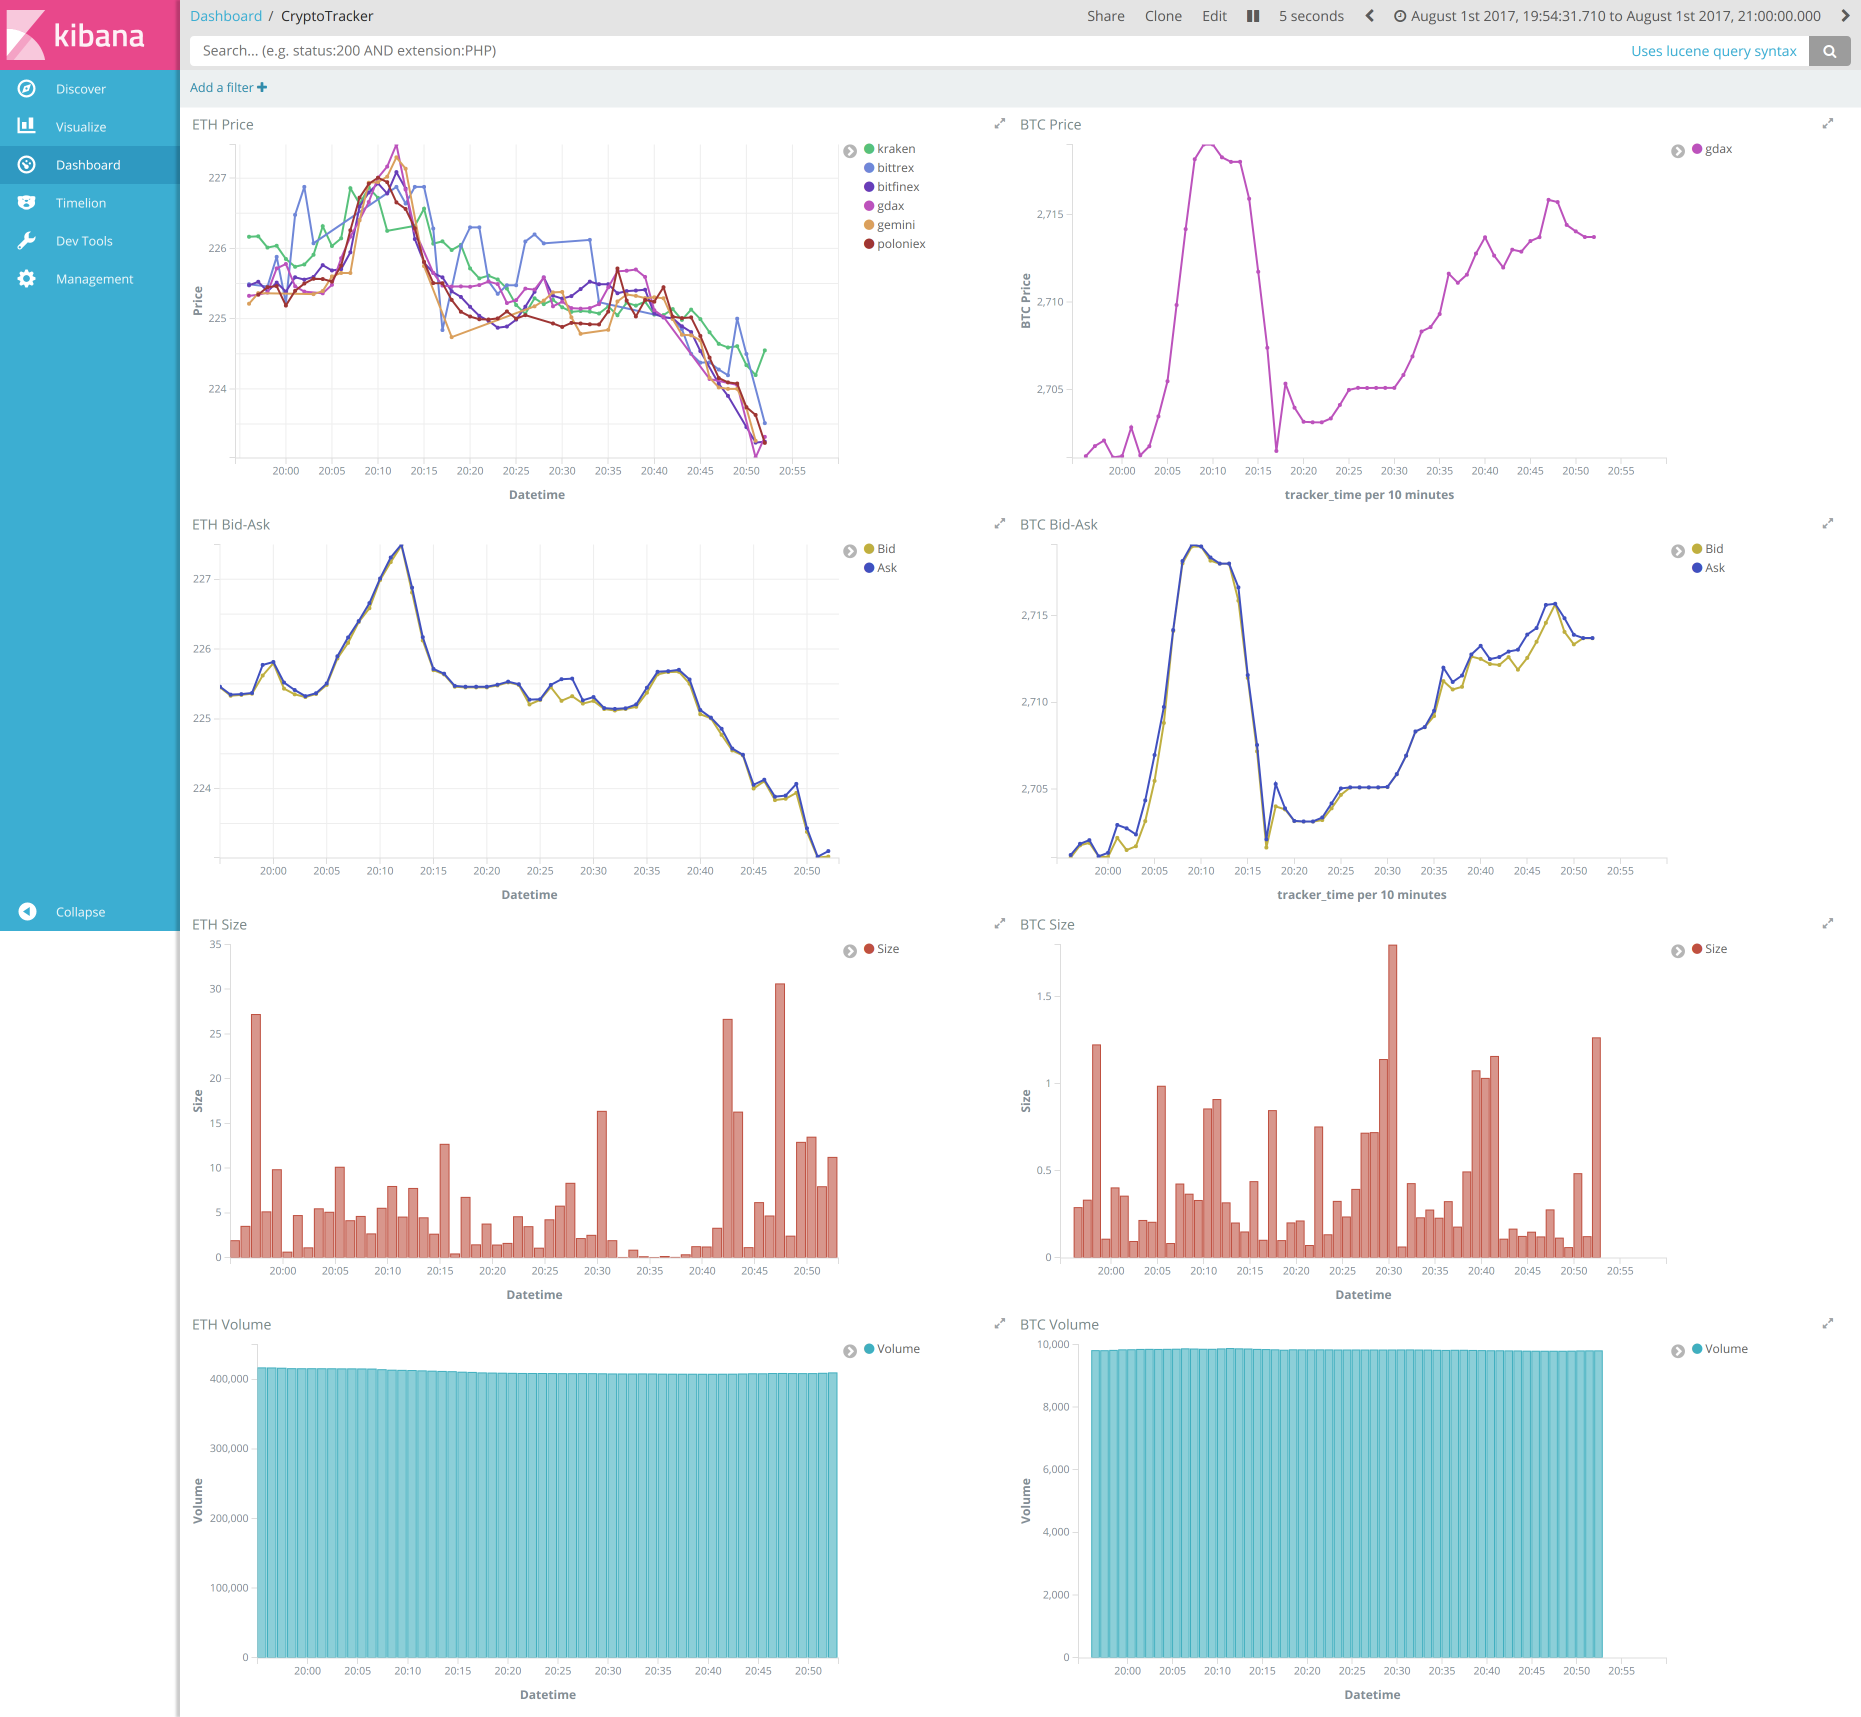 kibana
Discover
Visualize
Dashboard
Timelion
Dev Tools
Management
Collapse
Dashboard / CryptoTracker
Share Clone Edit 5 seconds August 1st 2017, 19:54:31.710 to August 1st 2017, 21:00:00.000
Search... (e.g. status:200 AND extension:PHP) Uses lucene query syntax
Add a filter
ETH Price
227
226
225
224
Price
20:00 20:05 20:10 20:15 20:20 20:25 20:30 20:35 20:40 20:45 20:50 20:55
Datetime
kraken
bittrex
bitfinex
gdax
gemini
poloniex
BTC Price
2,715
2,710
2,705
BTC Price
20:00 20:05 20:10 20:15 20:20 20:25 20:30 20:35 20:40 20:45 20:50 20:55
tracker_time per 10 minutes
gdax
ETH Bid-Ask
227
226
225
224
20:00 20:05 20:10 20:15 20:20 20:25 20:30 20:35 20:40 20:45 20:50
Datetime
Bid
Ask
BTC Bid-Ask
2,715
2,710
2,705
20:00 20:05 20:10 20:15 20:20 20:25 20:30 20:35 20:40 20:45 20:50 20:55
tracker_time per 10 minutes
Bid
Ask
ETH Size
35
30
25
20
15
10
5
0
Size
20:00 20:05 20:10 20:15 20:20 20:25 20:30 20:35 20:40 20:45 20:50
Datetime
Size
BTC Size
1.5
1
0.5
0
Size
20:00 20:05 20:10 20:15 20:20 20:25 20:30 20:35 20:40 20:45 20:50 20:55
Datetime
Size
ETH Volume
400,000
300,000
200,000
100,000
0
Volume
20:00 20:05 20:10 20:15 20:20 20:25 20:30 20:35 20:40 20:45 20:50
Datetime
Volume
BTC Volume
10,000
8,000
6,000
4,000
2,000
0
Volume
20:00 20:05 20:10 20:15 20:20 20:25 20:30 20:35 20:40 20:45 20:50 20:55
Datetime
Volume